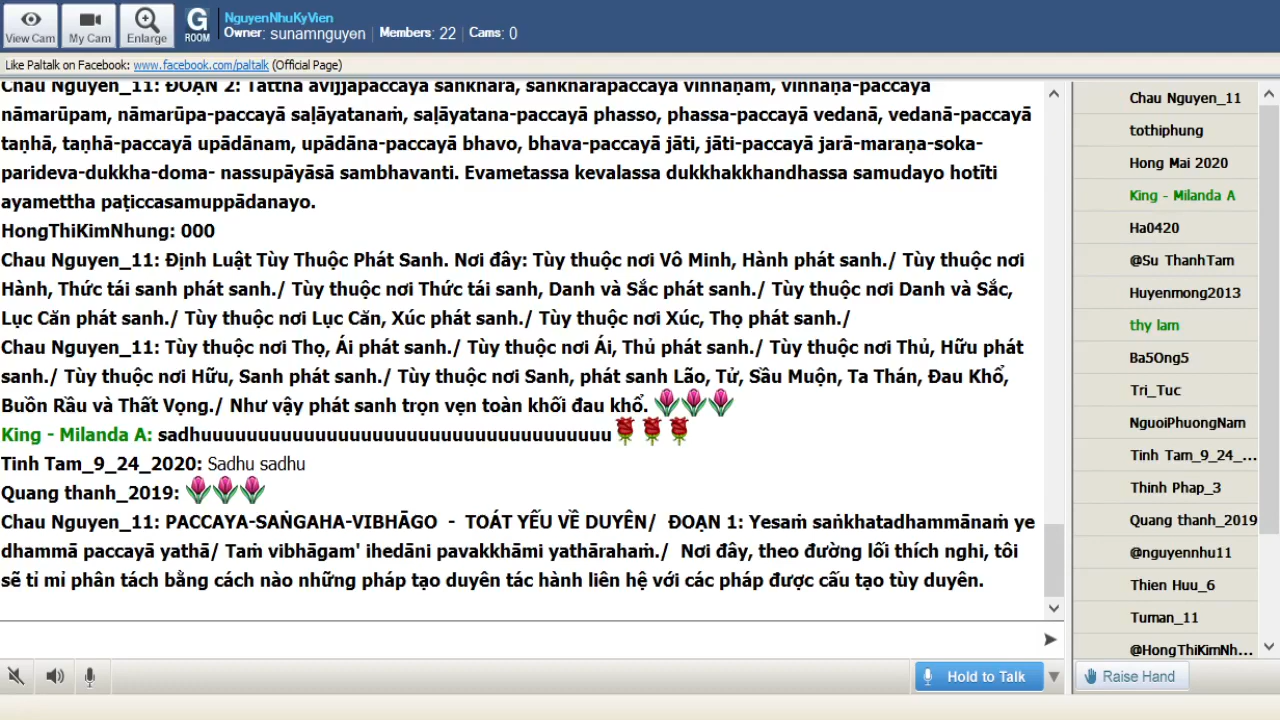 View Cam
My Cam
Enlarge
G
ROOM
NguyenNhuKyVien
Owner: sunamnguyen | Members: 22 | Cams: 0
Like Paltalk on Facebook: www.facebook.com/paltalk (Official Page)
Chau Nguyen_11: ĐOẠN 2: Tattha avijjāpaccayā saṅkhārā, saṅkhārapaccayā viññāṇaṁ, viññāṇa-paccayā
nāmarūpaṁ, nāmarūpa-paccayā saḷāyatanaṁ, saḷāyatana-paccayā phasso, phassa-paccayā vedanā, vedanā-paccayā
taṇhā, taṇhā-paccayā upādānaṁ, upādāna-paccayā bhavo, bhava-paccayā jāti, jāti-paccayā jarā-maraṇa-soka-
parideva-dukkha-doma- nassupāyāsā sambhavanti. Evametassa kevalassa dukkhakkhandhassa samudayo hotīti
ayamettha paṭiccasamuppādanayo.
HongThiKimNhung: 000
Chau Nguyen_11: Định Luật Tùy Thuộc Phát Sanh. Nơi đây: Tùy thuộc nơi Vô Minh, Hành phát sanh./ Tùy thuộc nơi
Hành, Thức tái sanh phát sanh./ Tùy thuộc nơi Thức tái sanh, Danh và Sắc phát sanh./ Tùy thuộc nơi Danh và Sắc,
Lục Căn phát sanh./ Tùy thuộc nơi Lục Căn, Xúc phát sanh./ Tùy thuộc nơi Xúc, Thọ phát sanh./
Chau Nguyen_11: Tùy thuộc nơi Thọ, Ái phát sanh./ Tùy thuộc nơi Ái, Thủ phát sanh./ Tùy thuộc nơi Thủ, Hữu phát
sanh./ Tùy thuộc nơi Hữu, Sanh phát sanh./ Tùy thuộc nơi Sanh, phát sanh Lão, Tử, Sầu Muộn, Ta Thán, Đau Khổ,
Buồn Rầu và Thất Vọng./ Như vậy phát sanh trọn vẹn toàn khối đau khổ.
King - Milanda A: sadhuuuuuuuuuuuuuuuuuuuuuuuuuuuuuuuuuuuu
Tinh Tam_9_24_2020: Sadhu sadhu
Quang thanh_2019:
Chau Nguyen_11: PACCAYA-SAṄGAHA-VIBHĀGO - TOÁT YẾU VỀ DUYÊN/ ĐOẠN 1: Yesaṁ saṅkhatadhammānaṁ ye
dhammā paccayā yathā/ Taṁ vibhāgam' ihedāni pavakkhāmi yathārahaṁ./ Nơi đây, theo đường lối thích nghi, tôi
sẽ tỉ mỉ phân tách bằng cách nào những pháp tạo duyên tác hành liên hệ với các pháp được cấu tạo tùy duyên.
Chau Nguyen_11
tothiphung
Hong Mai 2020
King - Milanda A
Ha0420
@Su ThanhTam
Huyenmong2013
thy lam
Ba5Ong5
Tri_Tuc
NguoiPhuongNam
Tinh Tam_9_24_...
Thinh Phap_3
Quang thanh_2019
@nguyennhu11
Thien Huu_6
Tuman_11
@HongThiKimNh...
Hold to Talk
Raise Hand